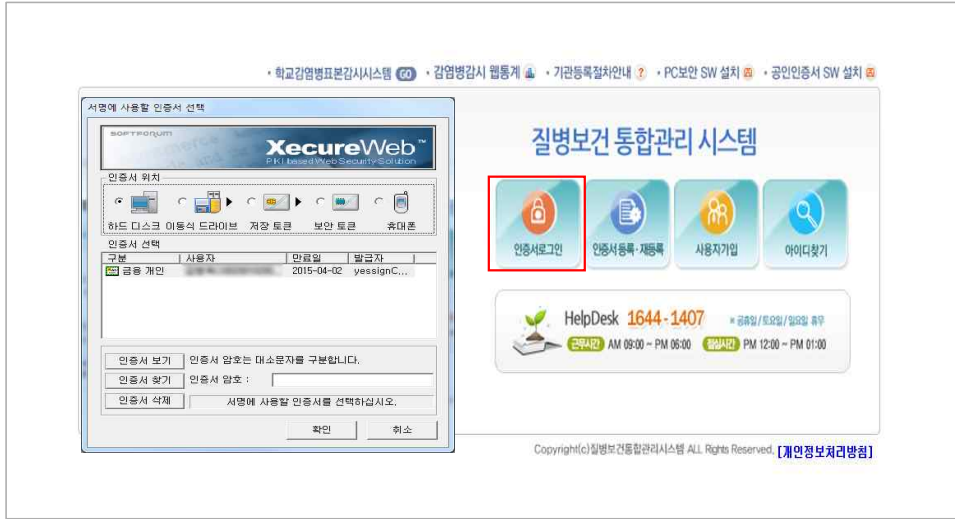 · 학교감염병표본감시시스템 GO · 감염병감시 웹통계 · 기관등록절차안내 ? · PC보안 SW 설치 · 공인인증서 SW 설치
서명에 사용할 인증서 선택
SOFTFORUM
XecureWeb™
PKI based Web Security Solution
인증서 위치
하드 디스크 이동식 드라이브 저장 토큰 보안 토큰 휴대폰
인증서 선택
구분 사용자 만료일 발급자
금융 개인 2015-04-02 yessignC...
인증서 보기 인증서 암호는 대소문자를 구분합니다.
인증서 찾기 인증서 암호 :
인증서 삭제 서명에 사용할 인증서를 선택하십시오.
확인 취소
질병보건 통합관리 시스템
인증서로그인 인증서 등록·재등록 사용자가입 아이디찾기
HelpDesk 1644-1407 ※ 공휴일/토요일/일요일 휴무
근무시간 AM 09:00 ~ PM 06:00 점심시간 PM 12:00 ~ PM 01:00
Copyright(c)질병보건통합관리시스템 ALL Rights Reserved. [개인정보처리방침]